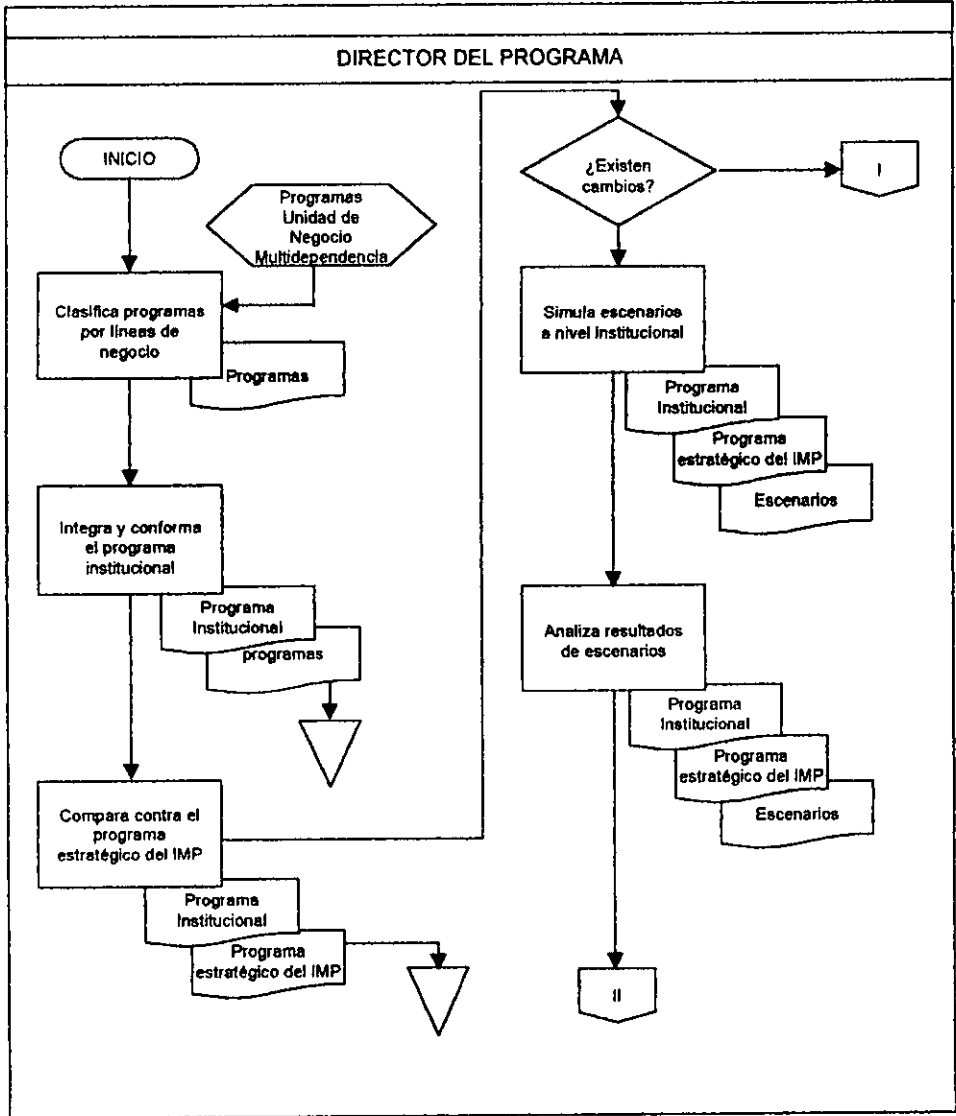 DIRECTOR DEL PROGRAMA
INICIO
Programas
Unidad de
Negocio
Multidependencia
Clasifica programas
por líneas de
negocio
Programas
Integra y conforma
el programa
institucional
Programa
Institucional
programas
Compara contra el
programa
estratégico del IMP
Programa
Institucional
Programa
estratégico del IMP
¿Existen
cambios?
I
Simula escenarios
a nivel institucional
Programa
Institucional
Programa
estratégico del IMP
Escenarios
Analiza resultados
de escenarios
Programa
Institucional
Programa
estratégico del IMP
Escenarios
II